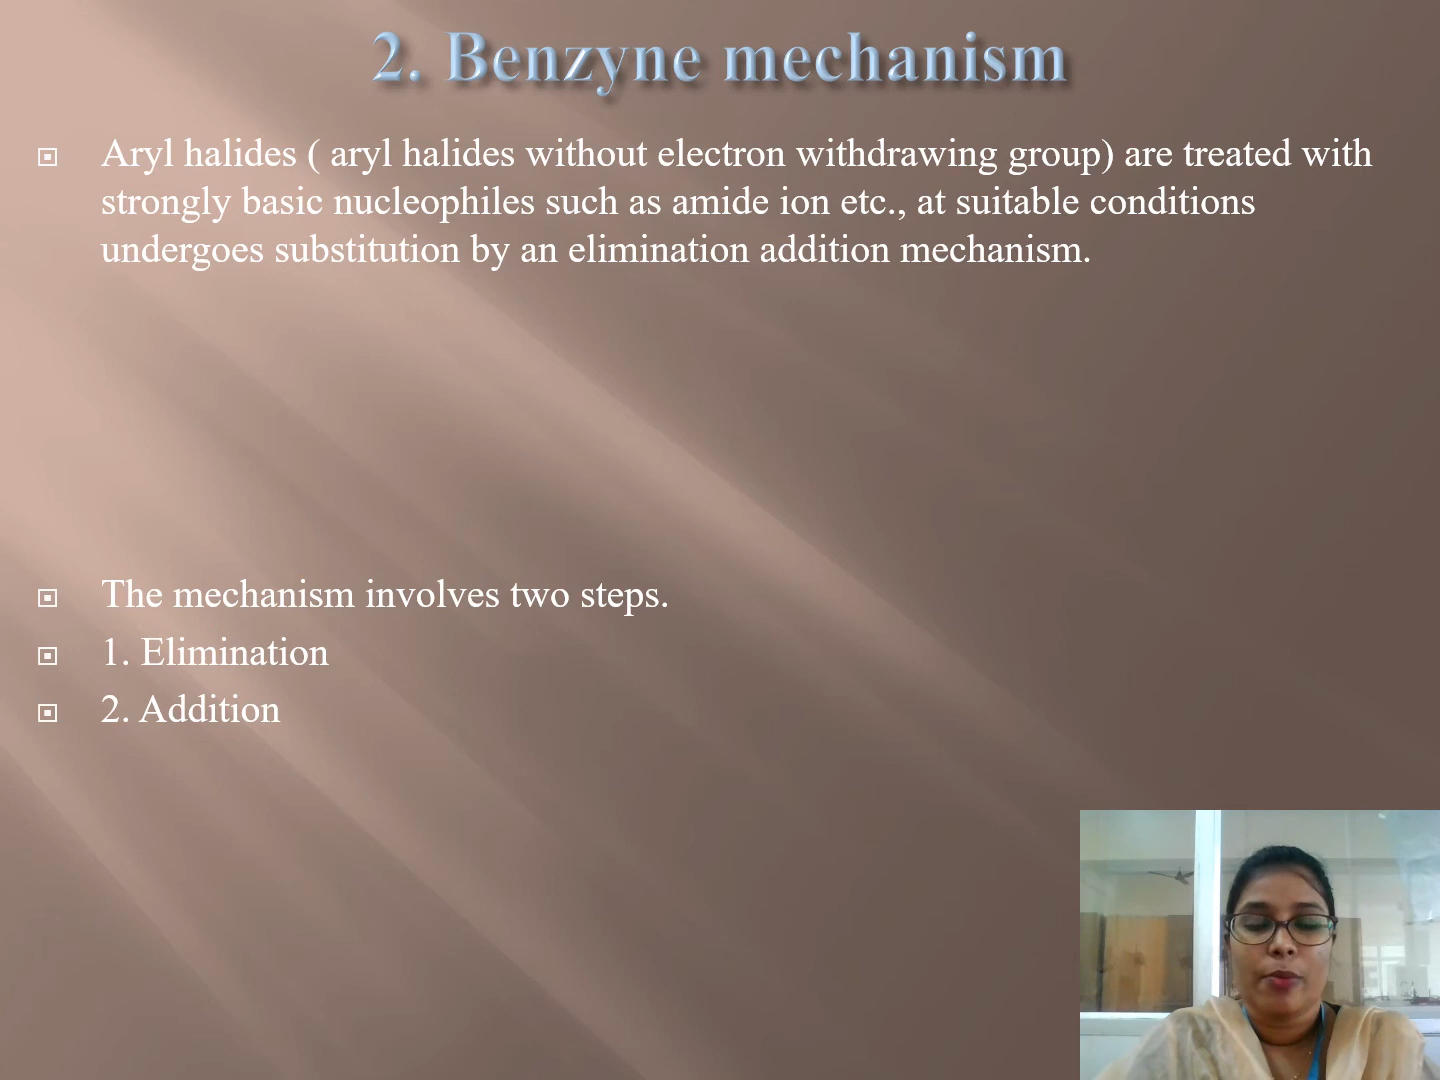 2. Benzyne mechanism
Aryl halides ( aryl halides without electron withdrawing group) are treated with
strongly basic nucleophiles such as amide ion etc., at suitable conditions
undergoes substitution by an elimination addition mechanism.
The mechanism involves two steps.
1. Elimination
2. Addition